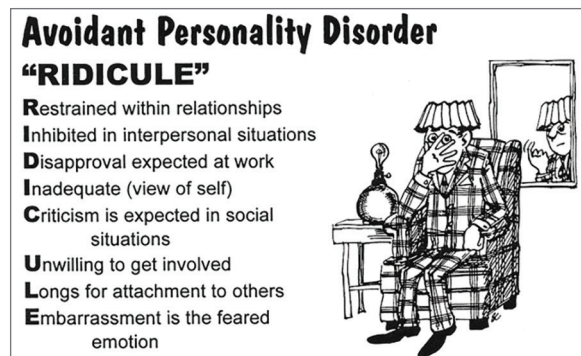 Avoidant Personality Disorder
“RIDICULE”
Restrained within relationships
Inhibited in interpersonal situations
Disapproval expected at work
Inadequate (view of self)
Criticism is expected in social
situations
Unwilling to get involved
Longs for attachment to others
Embarrassment is the feared
emotion